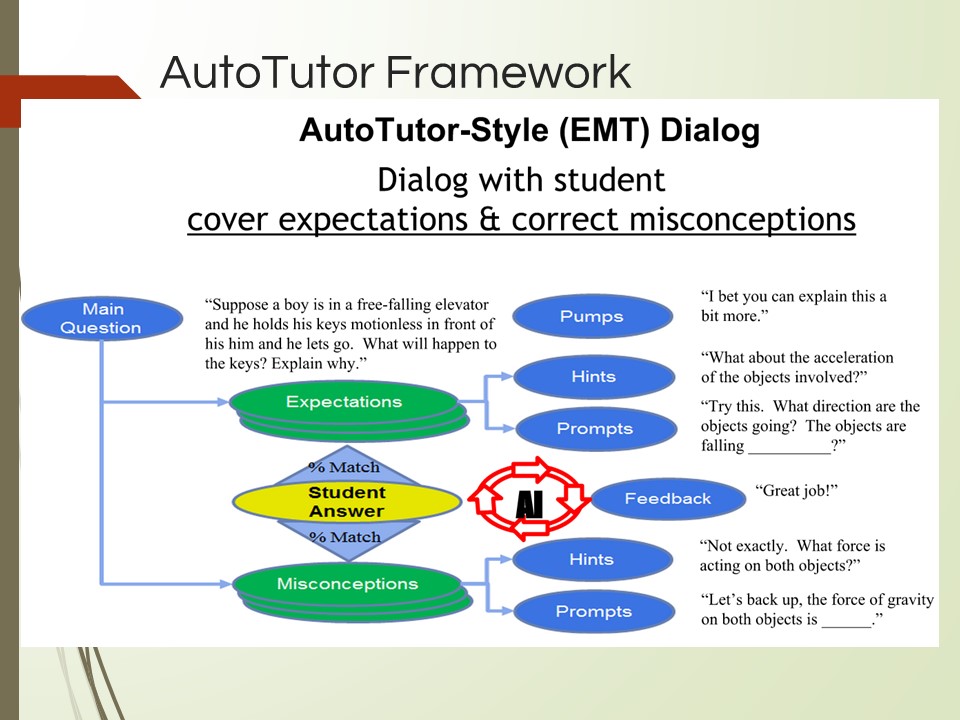 AutoTutor Framework
AutoTutor-Style (EMT) Dialog
Dialog with student
cover expectations & correct misconceptions
Main
Question
“Suppose a boy is in a free-falling elevator
and he holds his keys motionless in front of
his him and he lets go. What will happen to
the keys? Explain why.”
Pumps
“I bet you can explain this a
bit more.”
Hints
“What about the acceleration
of the objects involved?”
Expectations
Prompts
“Try this. What direction are the
objects going? The objects are
falling __________?”
% Match
Student
Answer
AI
Feedback
“Great job!”
% Match
Hints
“Not exactly. What force is
acting on both objects?”
Misconceptions
Prompts
“Let’s back up, the force of gravity
on both objects is ______.”